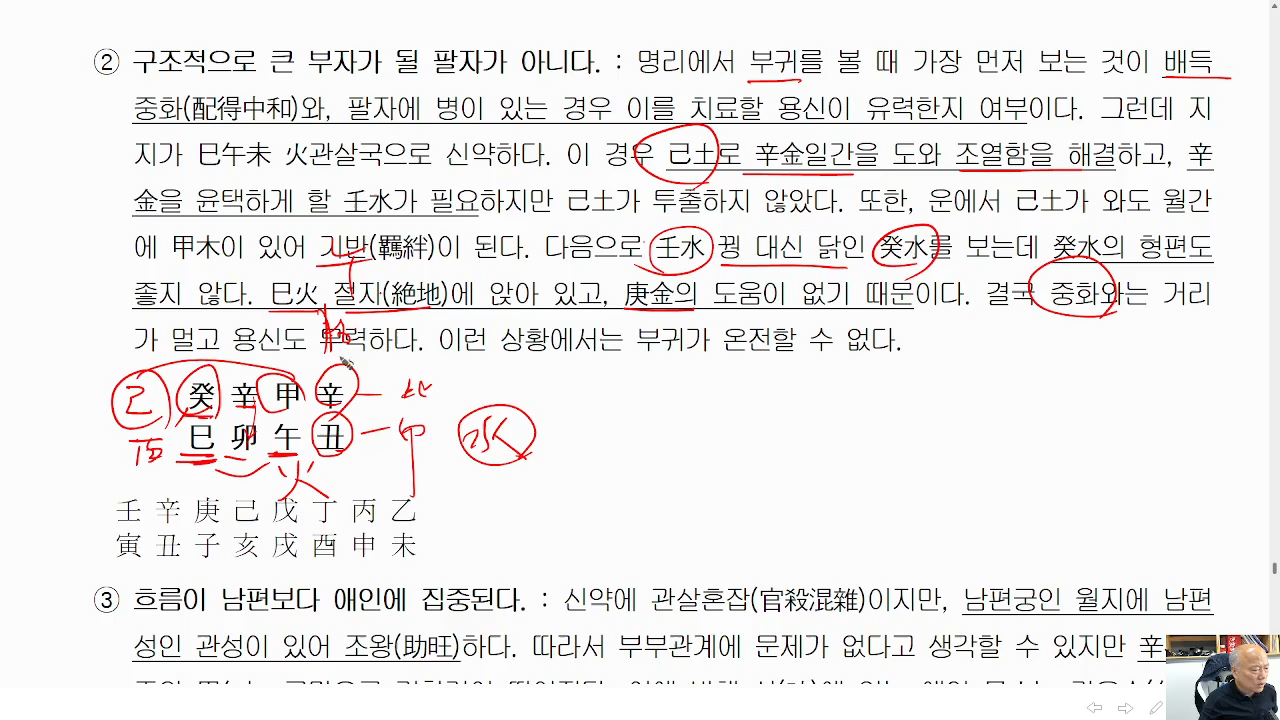 ② 구조적으로 큰 부자가 될 팔자가 아니다. : 명리에서 부귀를 볼 때 가장 먼저 보는 것이 배득
중화(配得中和)와, 팔자에 병이 있는 경우 이를 치료할 용신이 유력한지 여부이다. 그런데 지
지가 巳午未 火관살국으로 신약하다. 이 경우 己土로 辛金일간을 도와 조열함을 해결하고, 辛
金을 윤택하게 할 壬水가 필요하지만 己土가 투출하지 않았다. 또한, 운에서 己土가 와도 월간
에 甲木이 있어 기반(羈絆)이 된다. 다음으로 壬水 꿩 대신 닭인 癸水를 보는데 癸水의 형편도
좋지 않다. 巳火 절지(絶地)에 앉아 있고, 庚金의 도움이 없기 때문이다. 결국 중화와는 거리
가 멀고 용신도 무력하다. 이런 상황에서는 부귀가 온전할 수 없다.
己 癸 辛 甲 辛
巳 卯 午 丑 水
火
壬 辛 庚 己 戊 丁 丙 乙
寅 丑 子 亥 戌 酉 申 未
③ 흐름이 남편보다 애인에 집중된다. : 신약에 관살혼잡(官殺混雜)이지만, 남편궁인 월지에 남편
성인 관성이 있어 조왕(助旺)하다. 따라서 부부관계에 문제가 없다고 생각할 수 있지만 辛